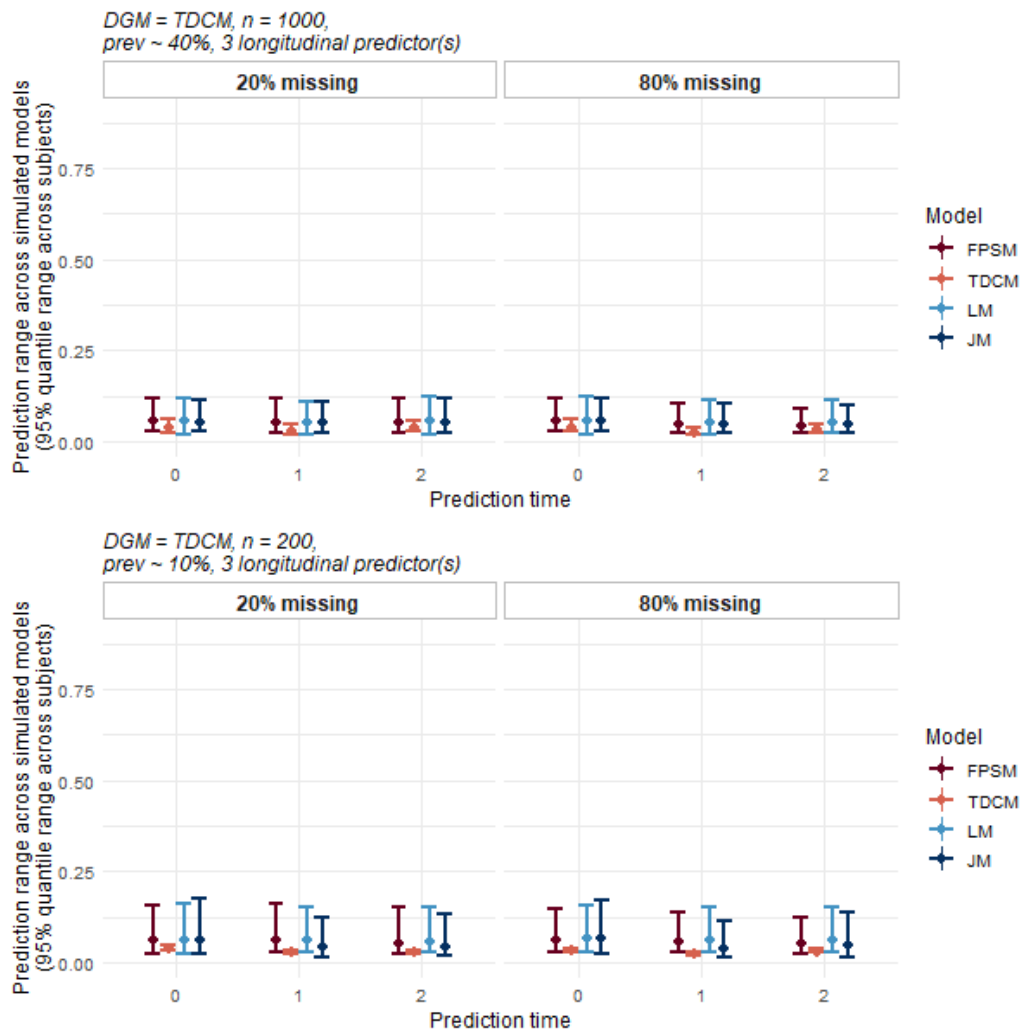 DGM = TDCM, n = 1000,
prev ~ 40%, 3 longitudinal predictor(s)
20% missing
80% missing
Prediction range across simulated models
(95% quantile range across subjects)
0.75
0.50
0.25
0.00
0
1
2
0
1
2
Prediction time
Model
FPSM
TDCM
LM
JM
DGM = TDCM, n = 200,
prev ~ 10%, 3 longitudinal predictor(s)
20% missing
80% missing
Prediction range across simulated models
(95% quantile range across subjects)
0.75
0.50
0.25
0.00
0
1
2
0
1
2
Prediction time
Model
FPSM
TDCM
LM
JM